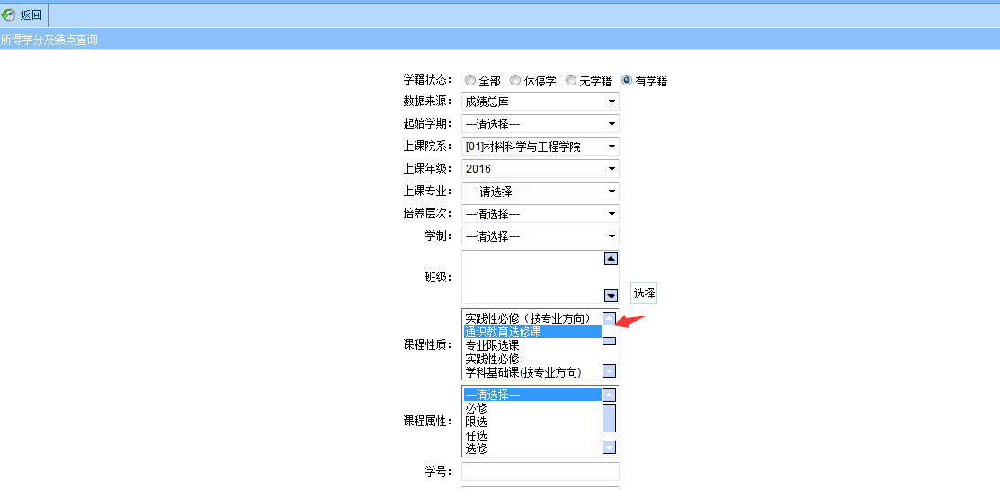 返回
所得学分及绩点查询
学籍状态： 全部 休停学 无学籍 有学籍
数据来源： 成绩总库
起始学期： ---请选择---
上课院系： [01]材料科学与工程学院
上课年级： 2016
上课专业： ----请选择----
培养层次： ---请选择---
学制： ---请选择---
班级：
选择
实践性必修（按专业方向）
通识教育选修课
课程性质： 专业限选课
实践性必修
学科基础课(按专业方向)
---请选择---
必修
课程属性： 限选
任选
选修
学号：